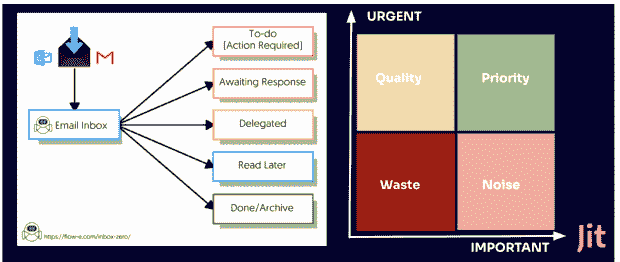 To-do
[Action Required]
Awaiting Response
Email Inbox
Delegated
Read Later
Done/Archive
https://flow-e.com/inbox-zero/
URGENT
Quality
Priority
Waste
Noise
IMPORTANT
Jit